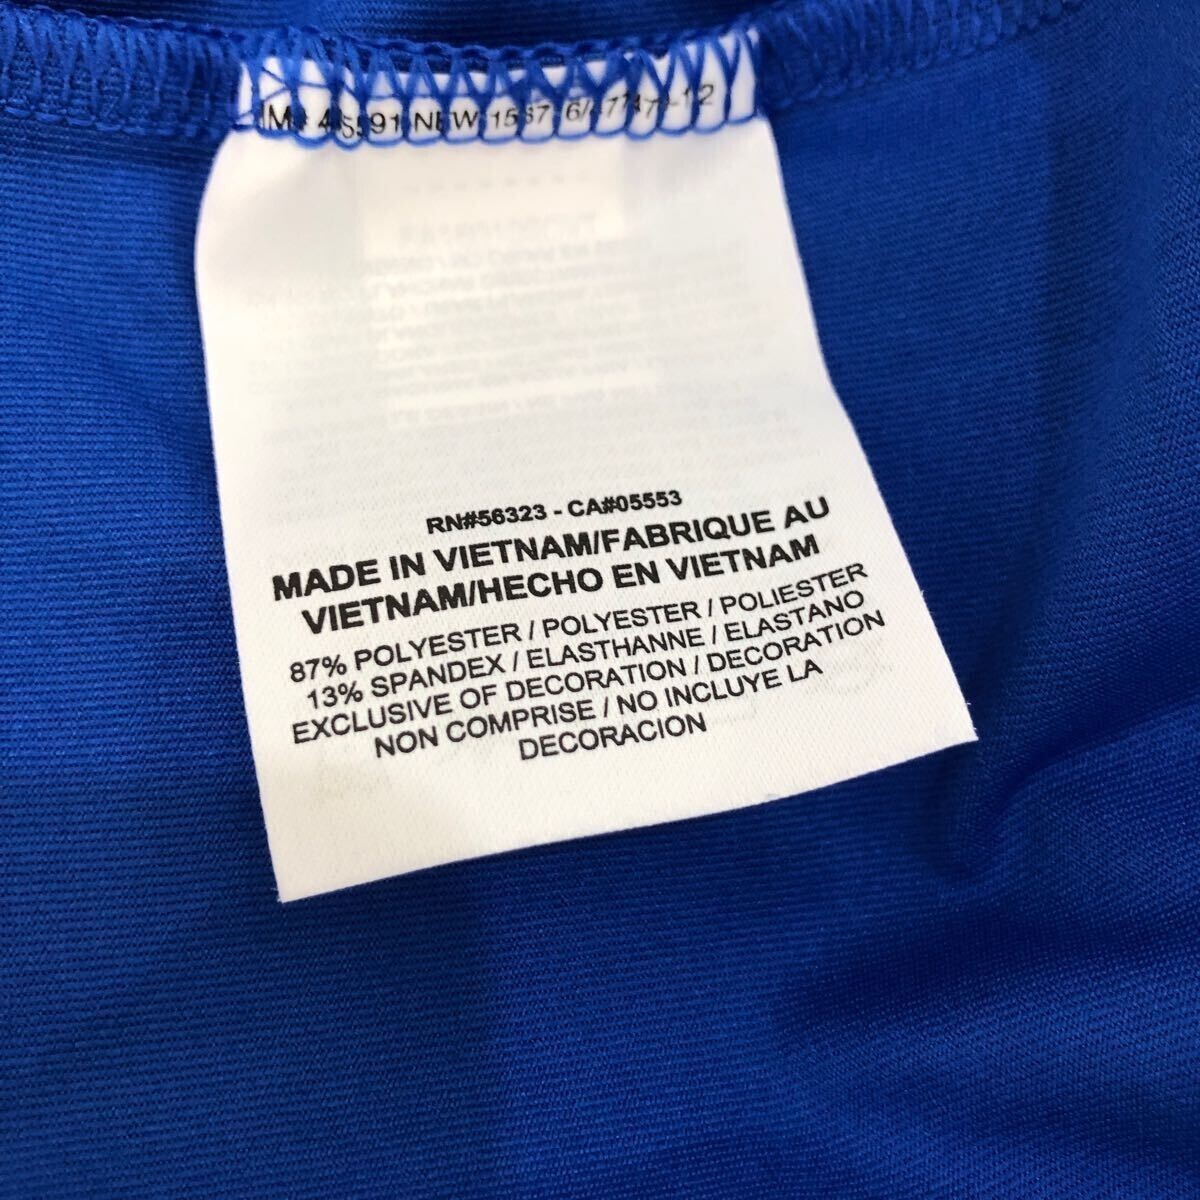 NEW
RN#56323 - CA#05553
MADE IN VIETNAM/FABRIQUE AU
VIETNAM/HECHO EN VIETNAM
87% POLYESTER / POLYESTER / POLIESTER
13% SPANDEX / ELASTHANNE / ELASTANO
EXCLUSIVE OF DECORATION / DECORATION
NON COMPRISE / NO INCLUYE LA
DECORACION